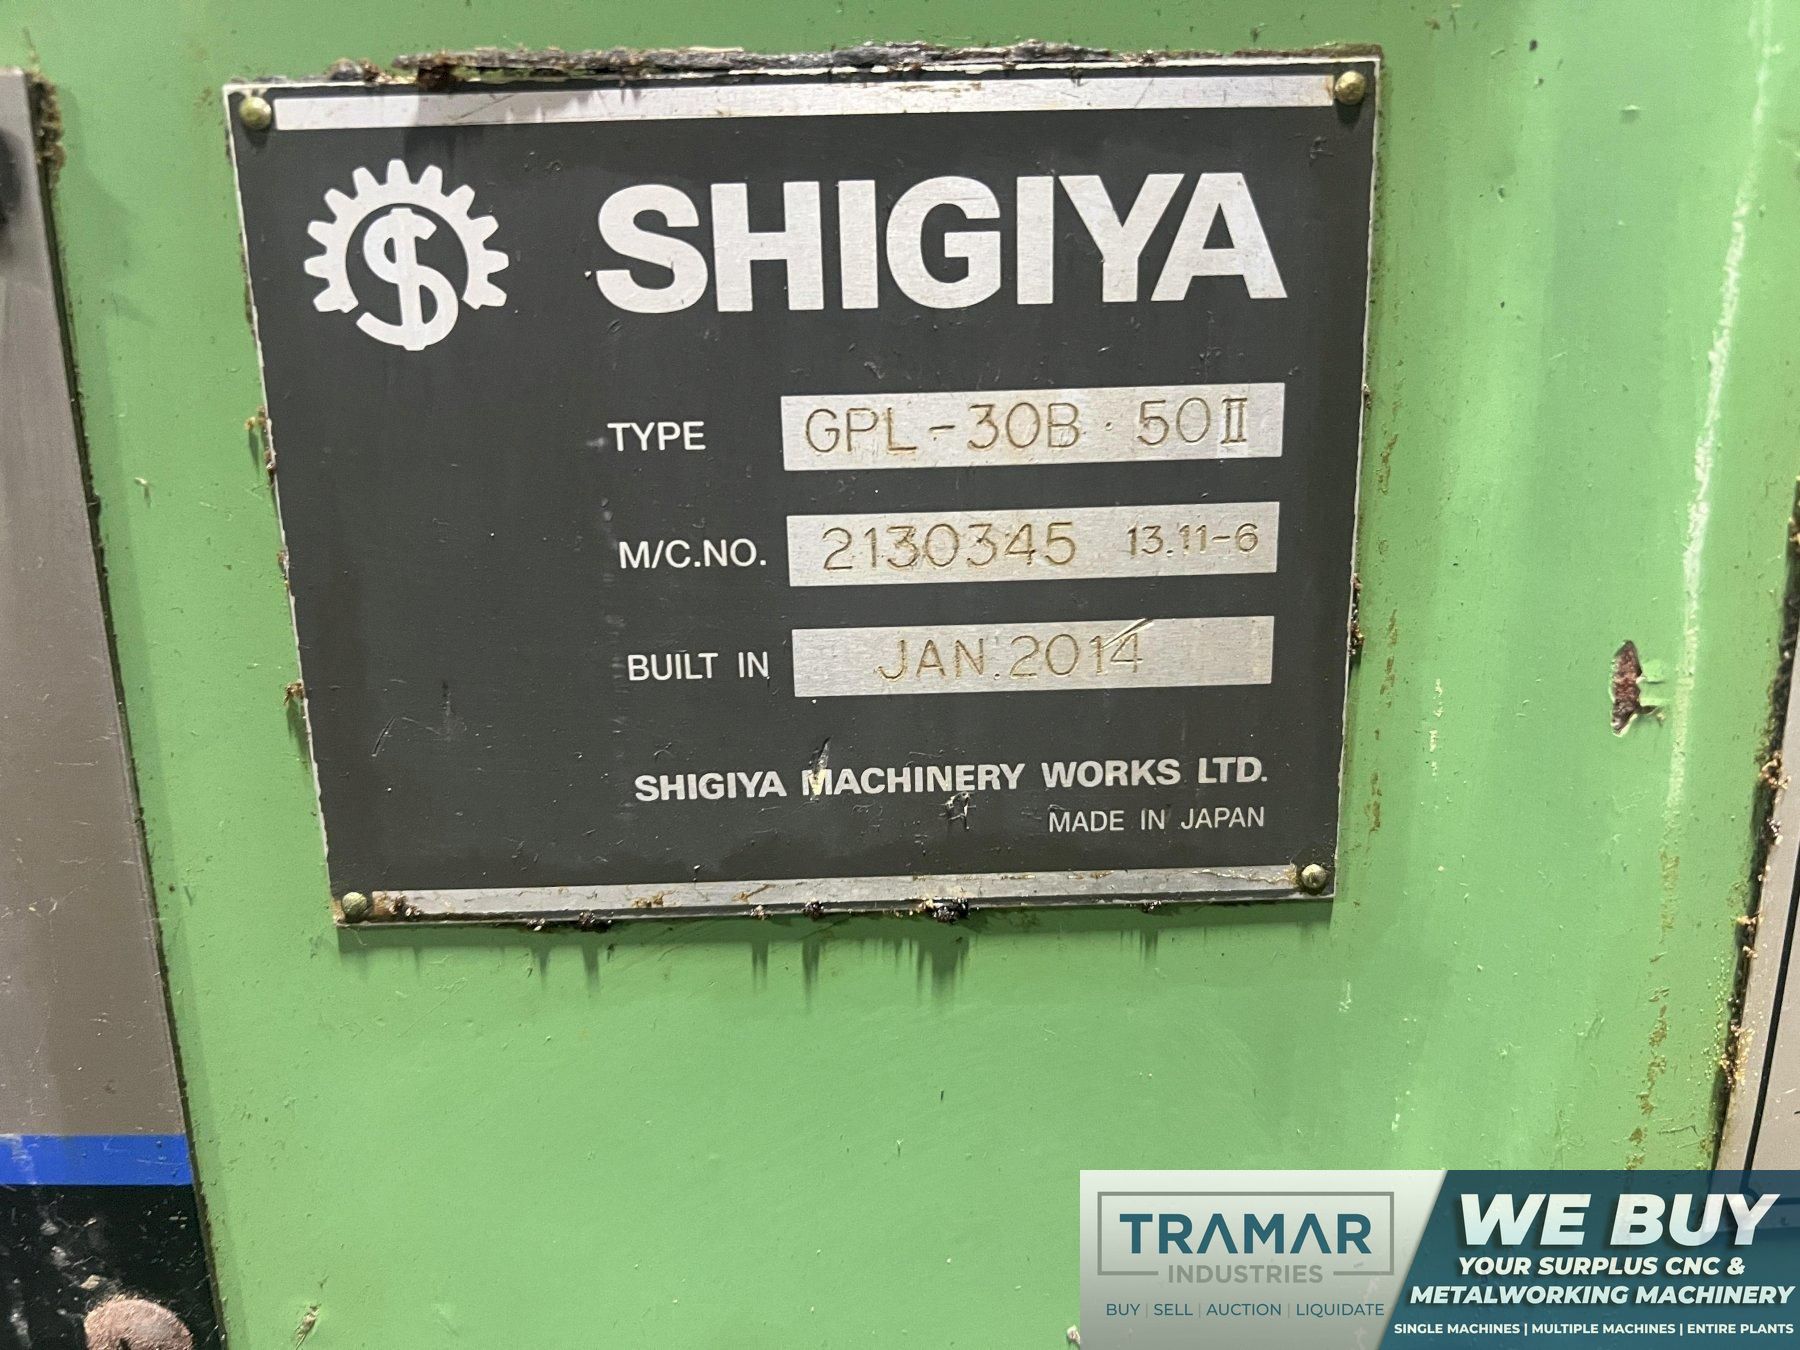 SHIGIYA
TYPE GPL-30B·50Ⅱ
M/C.NO. 2130345 13.11-6
BUILT IN JAN.2014
SHIGIYA MACHINERY WORKS LTD.
MADE IN JAPAN
TRAMAR
INDUSTRIES
BUY | SELL | AUCTION | LIQUIDATE
WE BUY
YOUR SURPLUS CNC &
METALWORKING MACHINERY
SINGLE MACHINES | MULTIPLE MACHINES | ENTIRE PLANTS